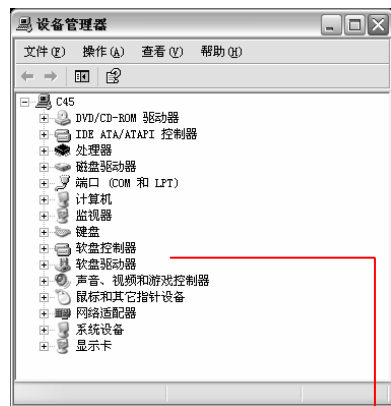 设备管理器
文件(F) 操作(A) 查看(V) 帮助(H)
C45
DVD/CD-ROM 驱动器
IDE ATA/ATAPI 控制器
处理器
磁盘驱动器
端口 (COM 和 LPT)
计算机
监视器
键盘
软盘控制器
软盘驱动器
声音、视频和游戏控制器
鼠标和其它指针设备
网络适配器
系统设备
显示卡